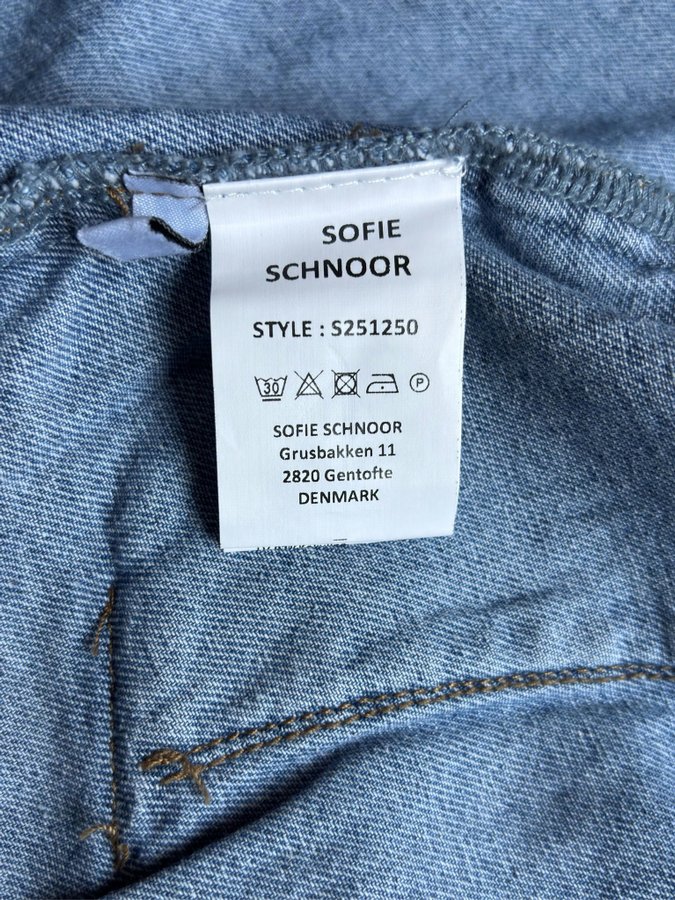 SOFIE
SCHNOOR
STYLE : S251250
30 P
SOFIE SCHNOOR
Grusbakken 11
2820 Gentofte
DENMARK